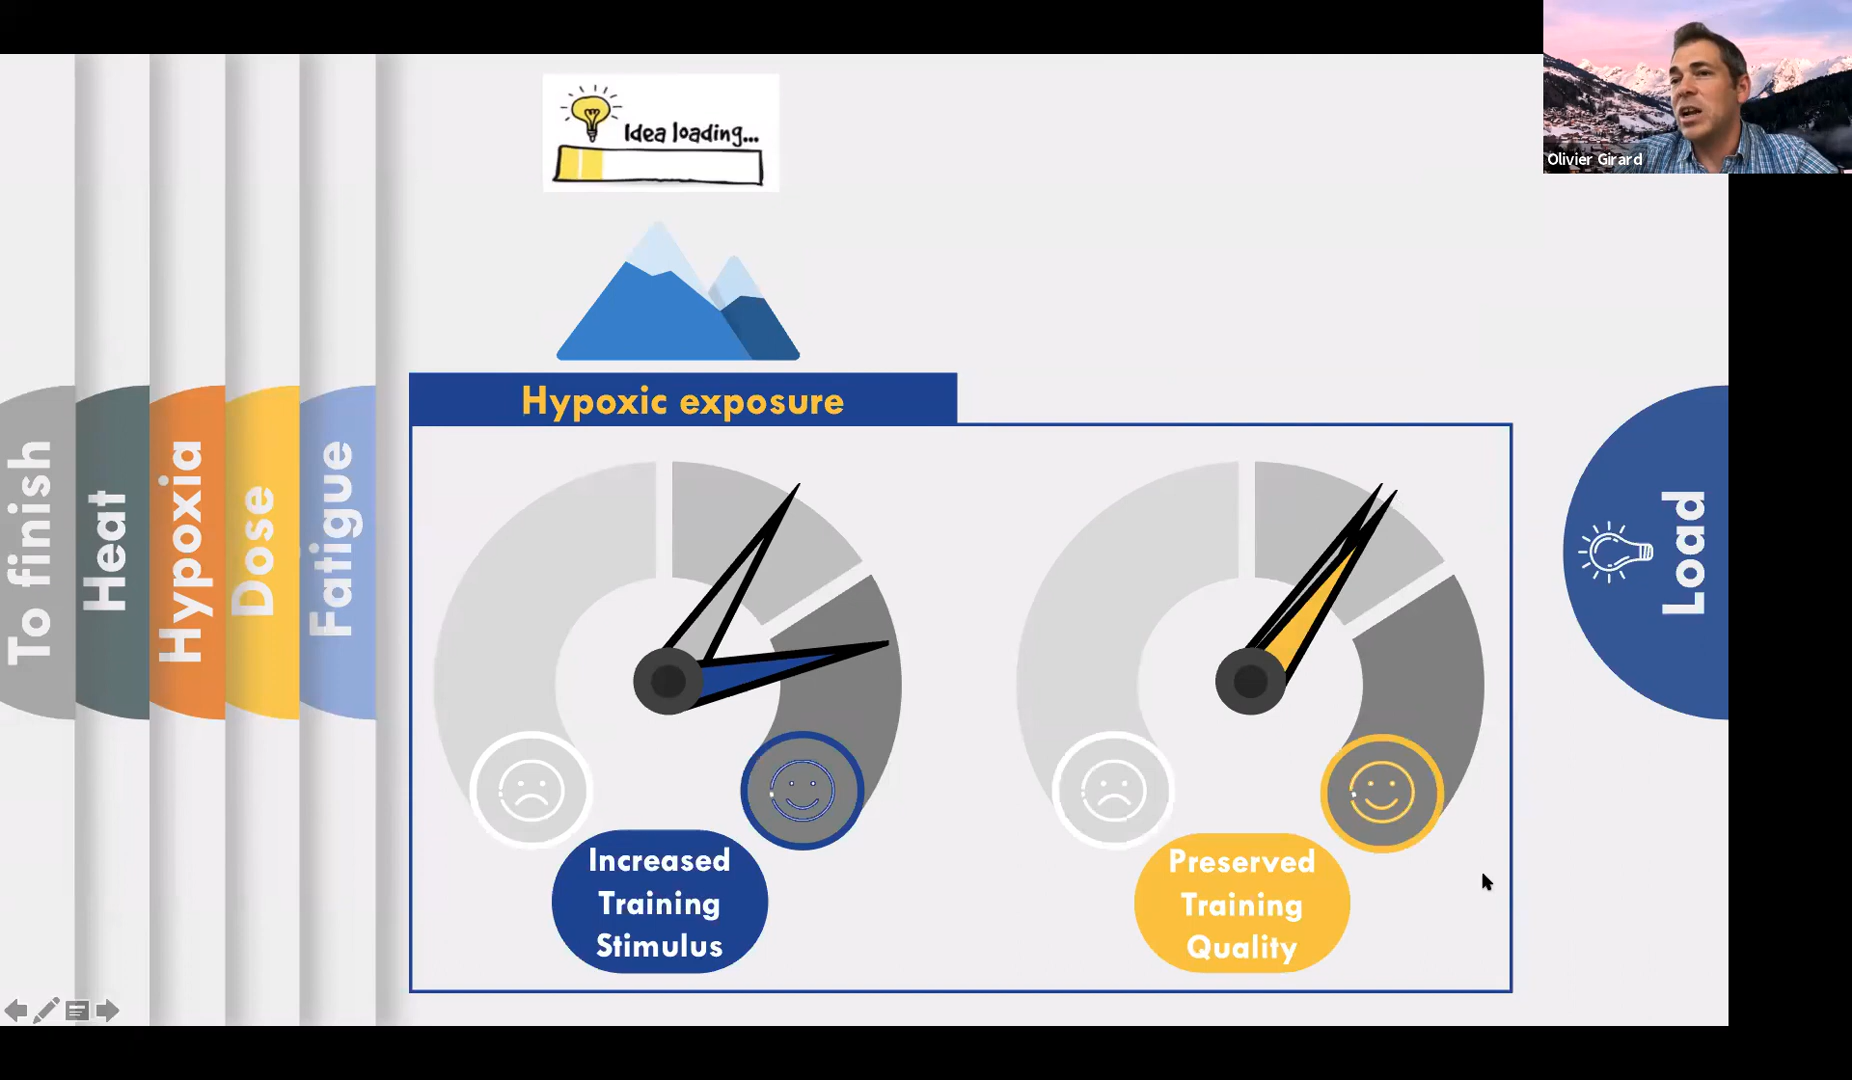 Olivier Girard
Idea loading...
Hypoxic exposure
To finish
Heat
Hypoxia
Dose
Fatigue
Load
Increased
Training
Stimulus
Preserved
Training
Quality